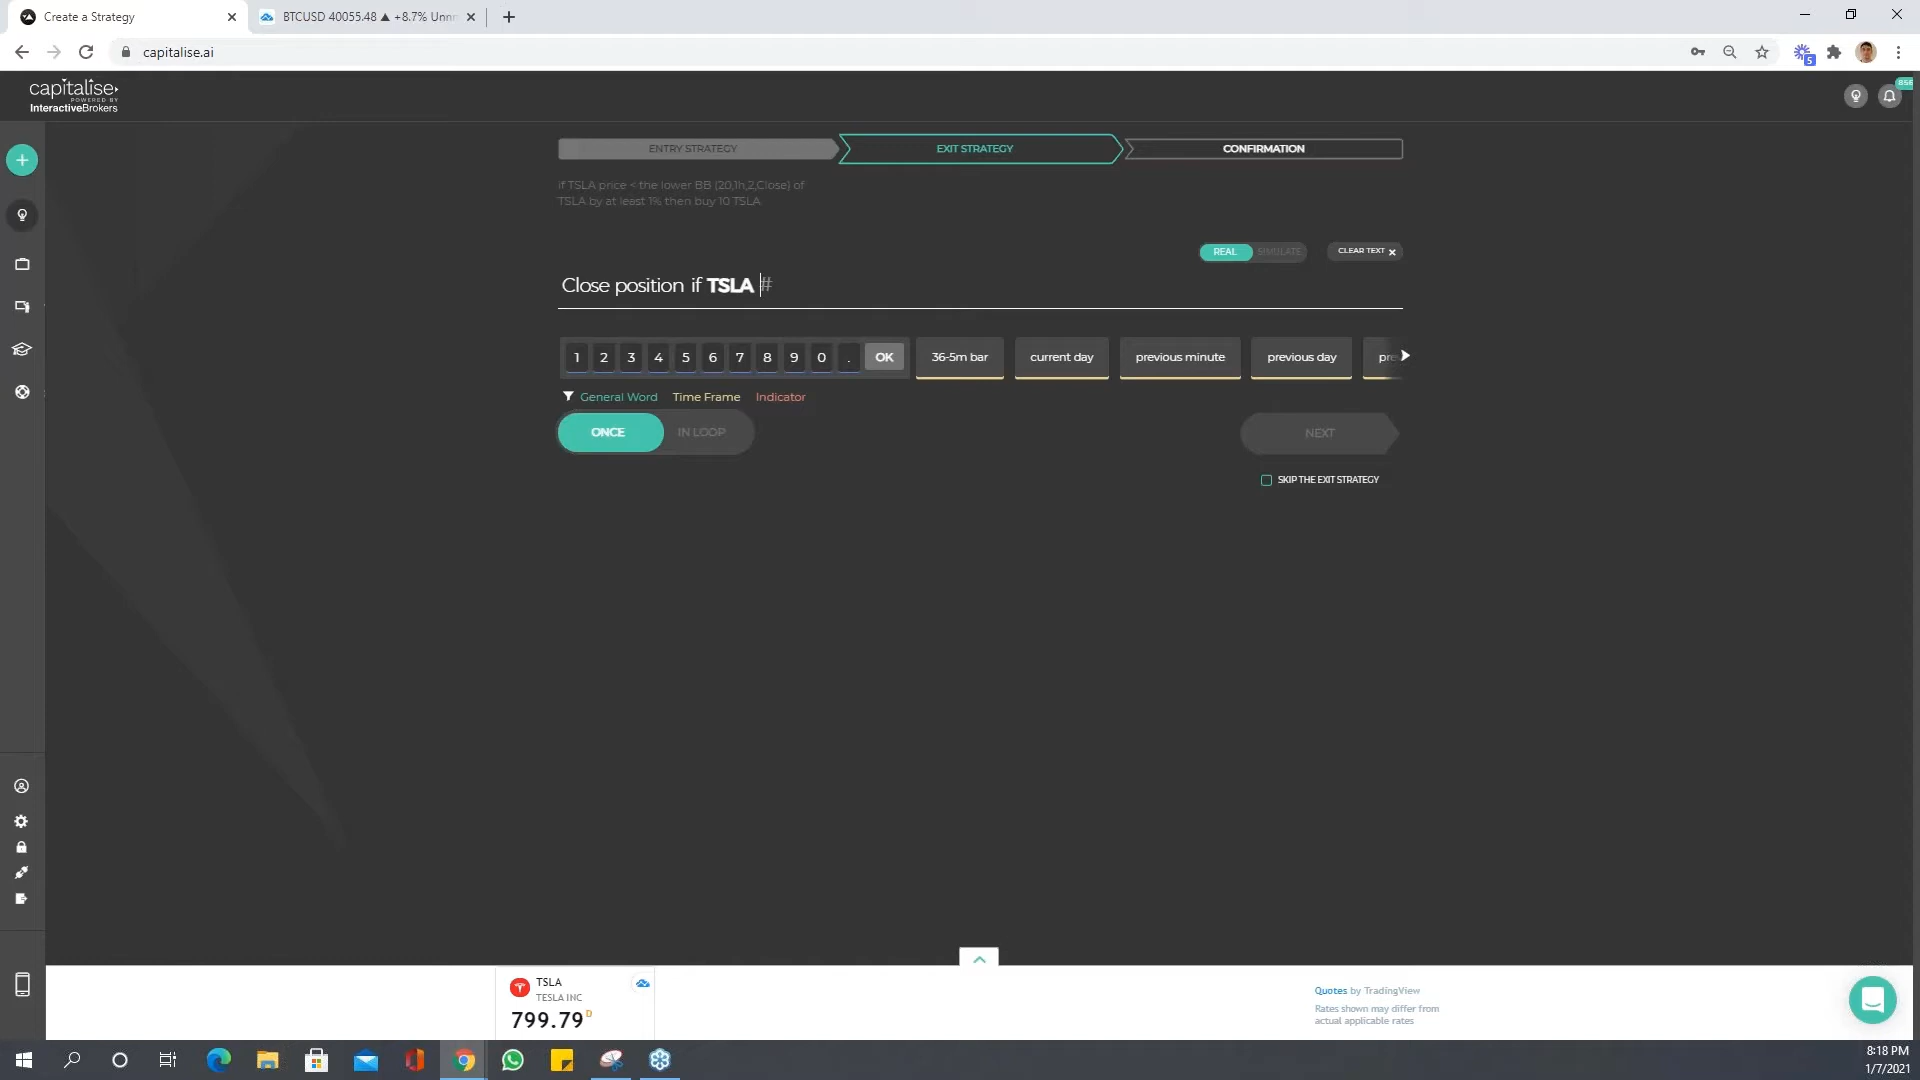 Create a Strategy
BTCUSD 40055.48 ▲ +8.7% Unn
capitalise.ai
5
capitalise
POWERED BY
InteractiveBrokers
856
ENTRY STRATEGY
EXIT STRATEGY
CONFIRMATION
if TSLA price < the lower BB (20,1h,2,Close) of
TSLA by at least 1% then buy 10 TSLA
REAL
SIMULATE
CLEAR TEXT ×
Close position if TSLA #
1 2 3 4 5 6 7 8 9 0 . OK
36-5m bar
current day
previous minute
previous day
pre
General Word
Time Frame
Indicator
ONCE
IN LOOP
NEXT
SKIP THE EXIT STRATEGY
TSLA
TESLA INC
799.79 D
Quotes by TradingView
Rates shown may differ from
actual applicable rates
8:18 PM
1/7/2021